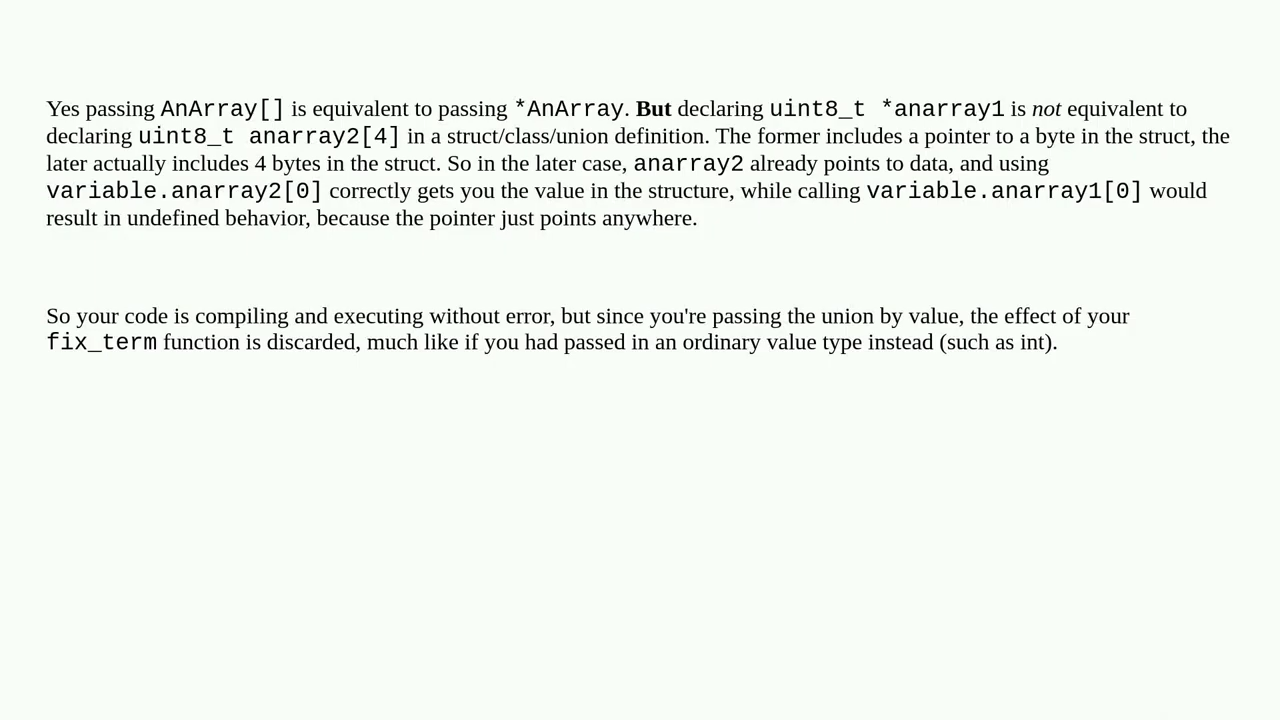 Yes passing AnArray[] is equivalent to passing *AnArray. But declaring uint8_t *anarray1 is not equivalent to
declaring uint8_t anarray2[4] in a struct/class/union definition. The former includes a pointer to a byte in the struct, the
later actually includes 4 bytes in the struct. So in the later case, anarray2 already points to data, and using
variable.anarray2[0] correctly gets you the value in the structure, while calling variable.anarray1[0] would
result in undefined behavior, because the pointer just points anywhere.
So your code is compiling and executing without error, but since you're passing the union by value, the effect of your
fix_term function is discarded, much like if you had passed in an ordinary value type instead (such as int).